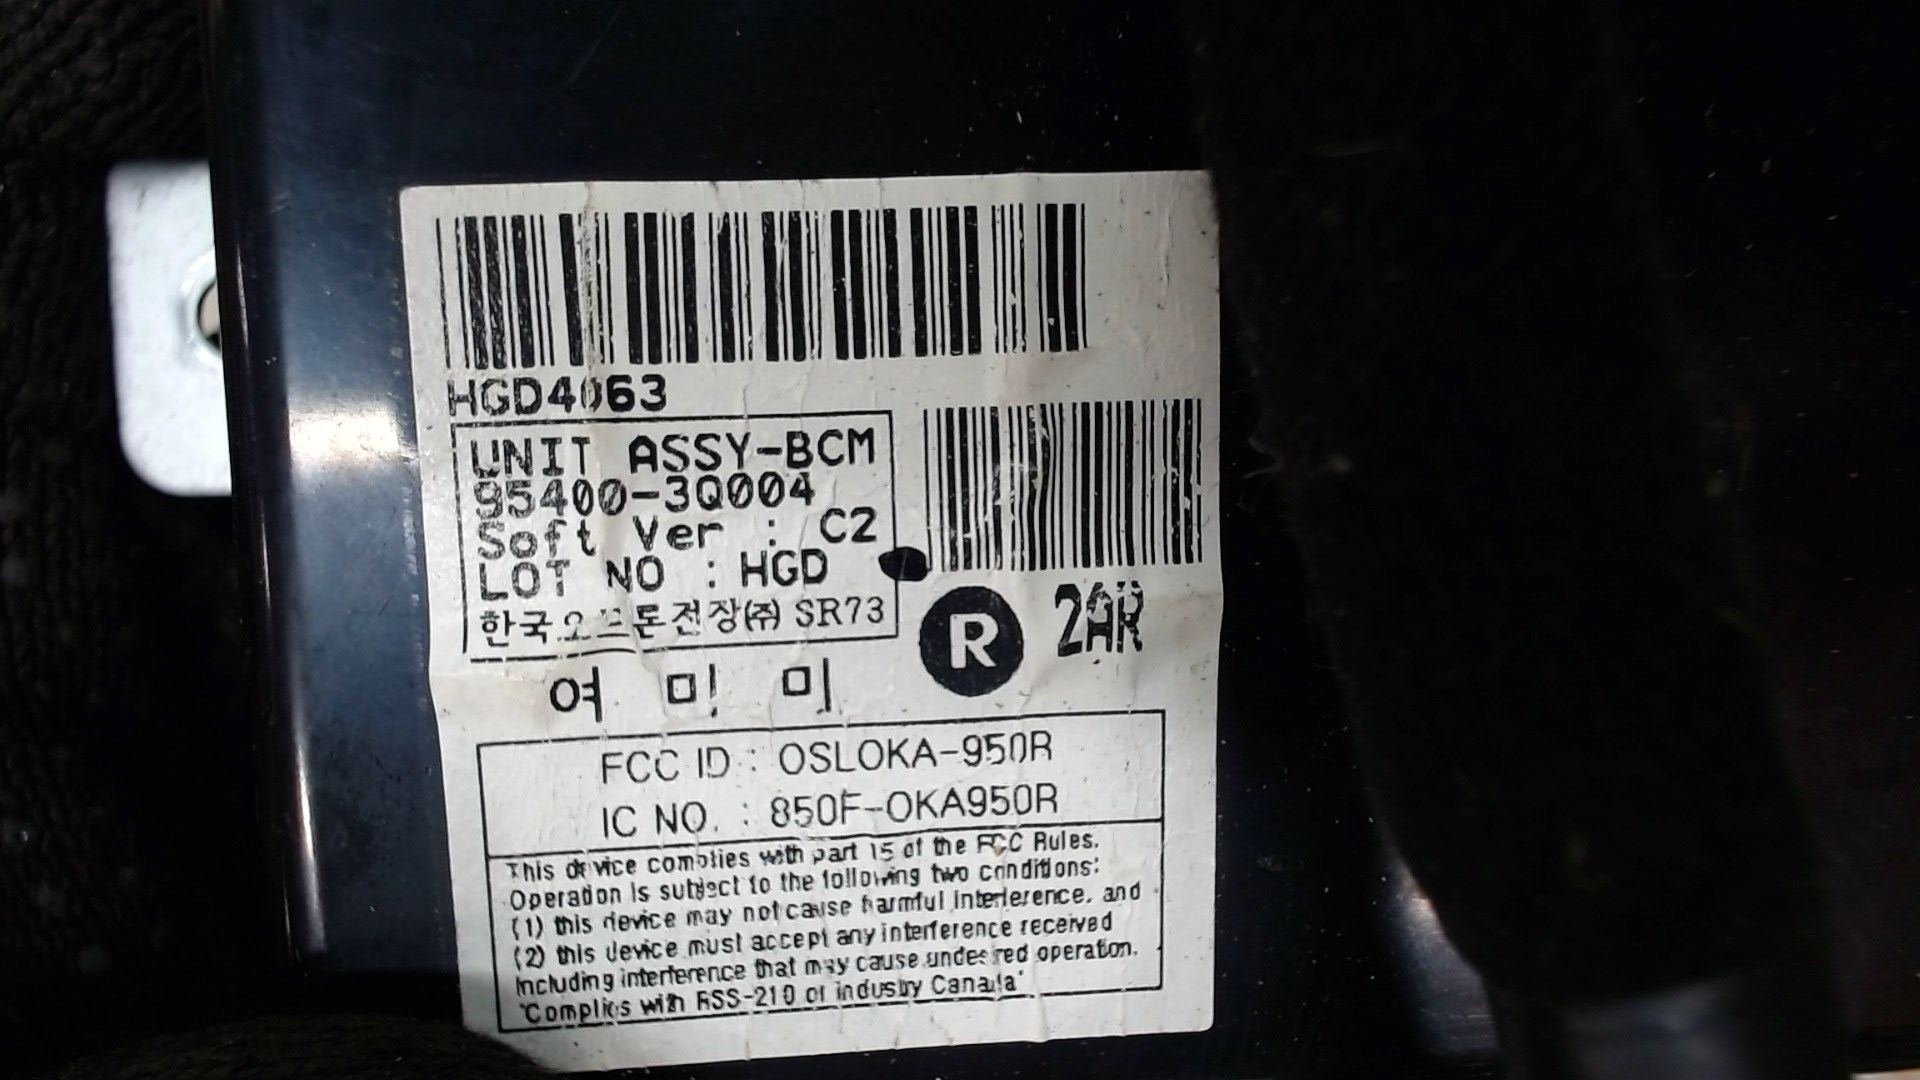 HGD4063
UNIT ASSY-BCM
95400-3Q004
Soft Ver : C2
LOT NO : HGD
한국오므론전장(주) SR73
R 2AR
여 미 미
FCC ID : OSLOKA-950R
IC NO. : 850F-OKA950R
This device complies with part 15 of the FCC Rules.
Operation is subject to the following two conditions:
(1) this device may not cause harmful interference, and
(2) this device must accept any interference received
including interference that may cause undesired operation.
"Complies with RSS-210 of industry Canada"